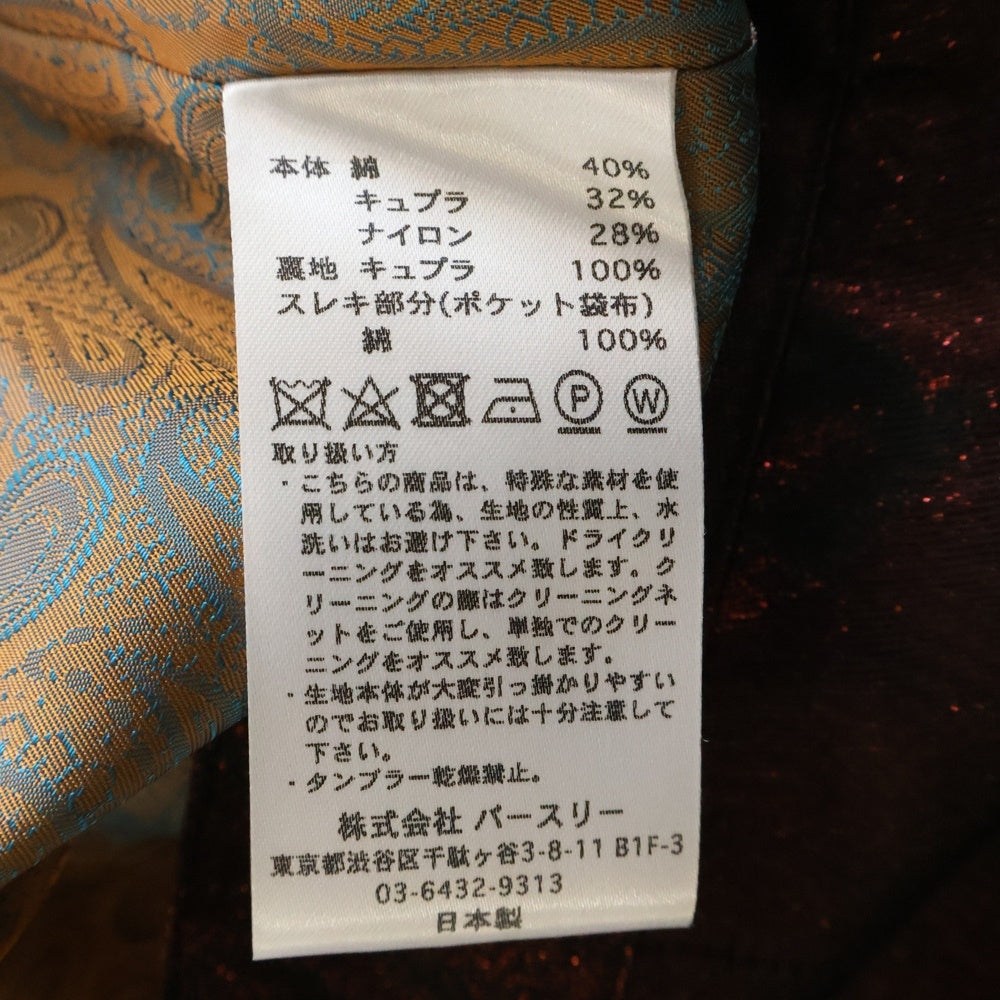 本体 綿 40%
キュプラ 32%
ナイロン 28%
裏地 キュプラ 100%
スレキ部分(ポケット袋布)
綿 100%
P W
取り扱い方
・こちらの商品は、特殊な素材を使
用している為、生地の性質上、水
洗いはお避け下さい。ドライクリ
ーニングをオススメ致します。ク
リーニングの際はクリーニングネ
ットをご使用し、単独でのクリー
ニングをオススメ致します。
・生地本体が大変引っ掛かりやすい
のでお取り扱いには十分注意して
下さい。
・タンブラー乾燥禁止。
株式会社 バースリー
東京都渋谷区千駄ヶ谷3-8-11 B1F-3
03-6432-9313
日本製